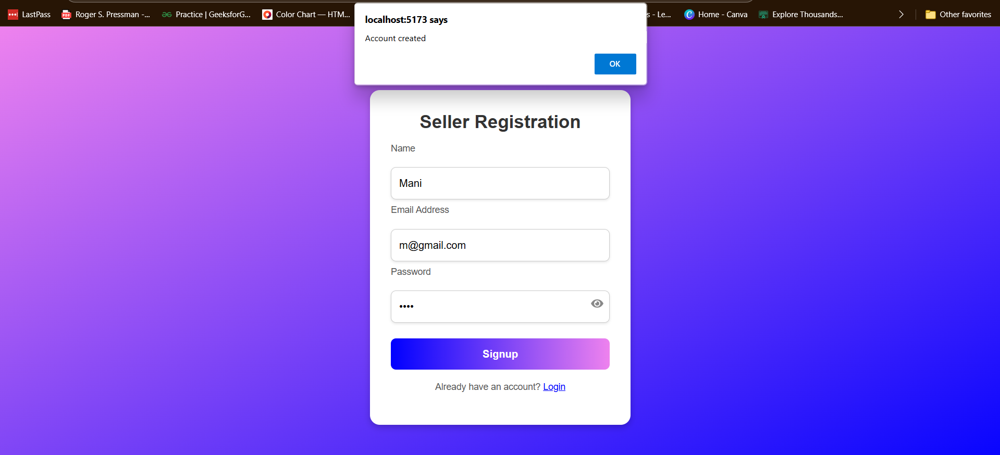 LastPass
Roger S. Pressman -...
Practice | GeeksforG...
Color Chart — HTM...
s - Le...
Home - Canva
Explore Thousands...
Other favorites
localhost:5173 says
Account created
OK
Seller Registration
Name
Mani
Email Address
m@gmail.com
Password
••••
Signup
Already have an account? Login